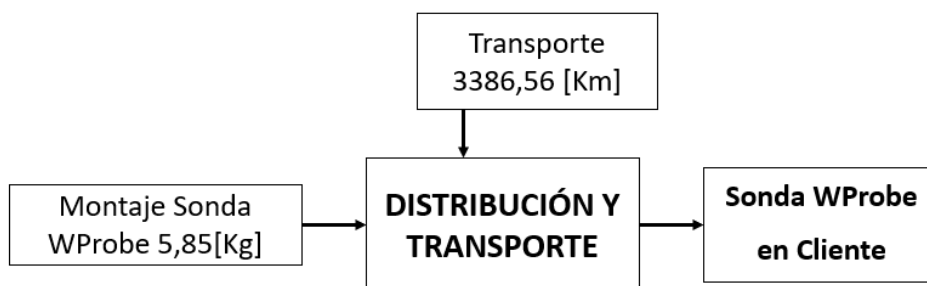 Transporte
3386,56 [Km]
Montaje Sonda
WProbe 5,85[Kg]
DISTRIBUCIÓN Y
TRANSPORTE
Sonda WProbe
en Cliente